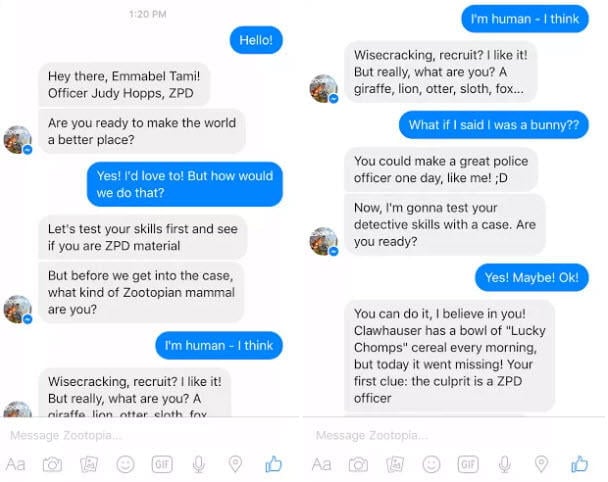 1:20 PM
Hello!
Hey there, Emmabel Tami!
Officer Judy Hopps, ZPD
Are you ready to make the world
a better place?
Yes! I'd love to! But how would
we do that?
Let's test your skills first and see
if you are ZPD material
But before we get into the case,
what kind of Zootopian mammal
are you?
I'm human - I think
Wisecracking, recruit? I like it!
But really, what are you? A
giraffe, lion, otter, sloth, fox...
Message Zootopia...
Aa
GIF
I'm human - I think
Wisecracking, recruit? I like it!
But really, what are you? A
giraffe, lion, otter, sloth, fox...
What if I said I was a bunny??
You could make a great police
officer one day, like me! ;D
Now, I'm gonna test your
detective skills with a case. Are
you ready?
Yes! Maybe! Ok!
You can do it, I believe in you!
Clawhauser has a bowl of "Lucky
Chomps" cereal every morning,
but today it went missing! Your
first clue: the culprit is a ZPD
officer
Message Zootopia...
Aa
GIF